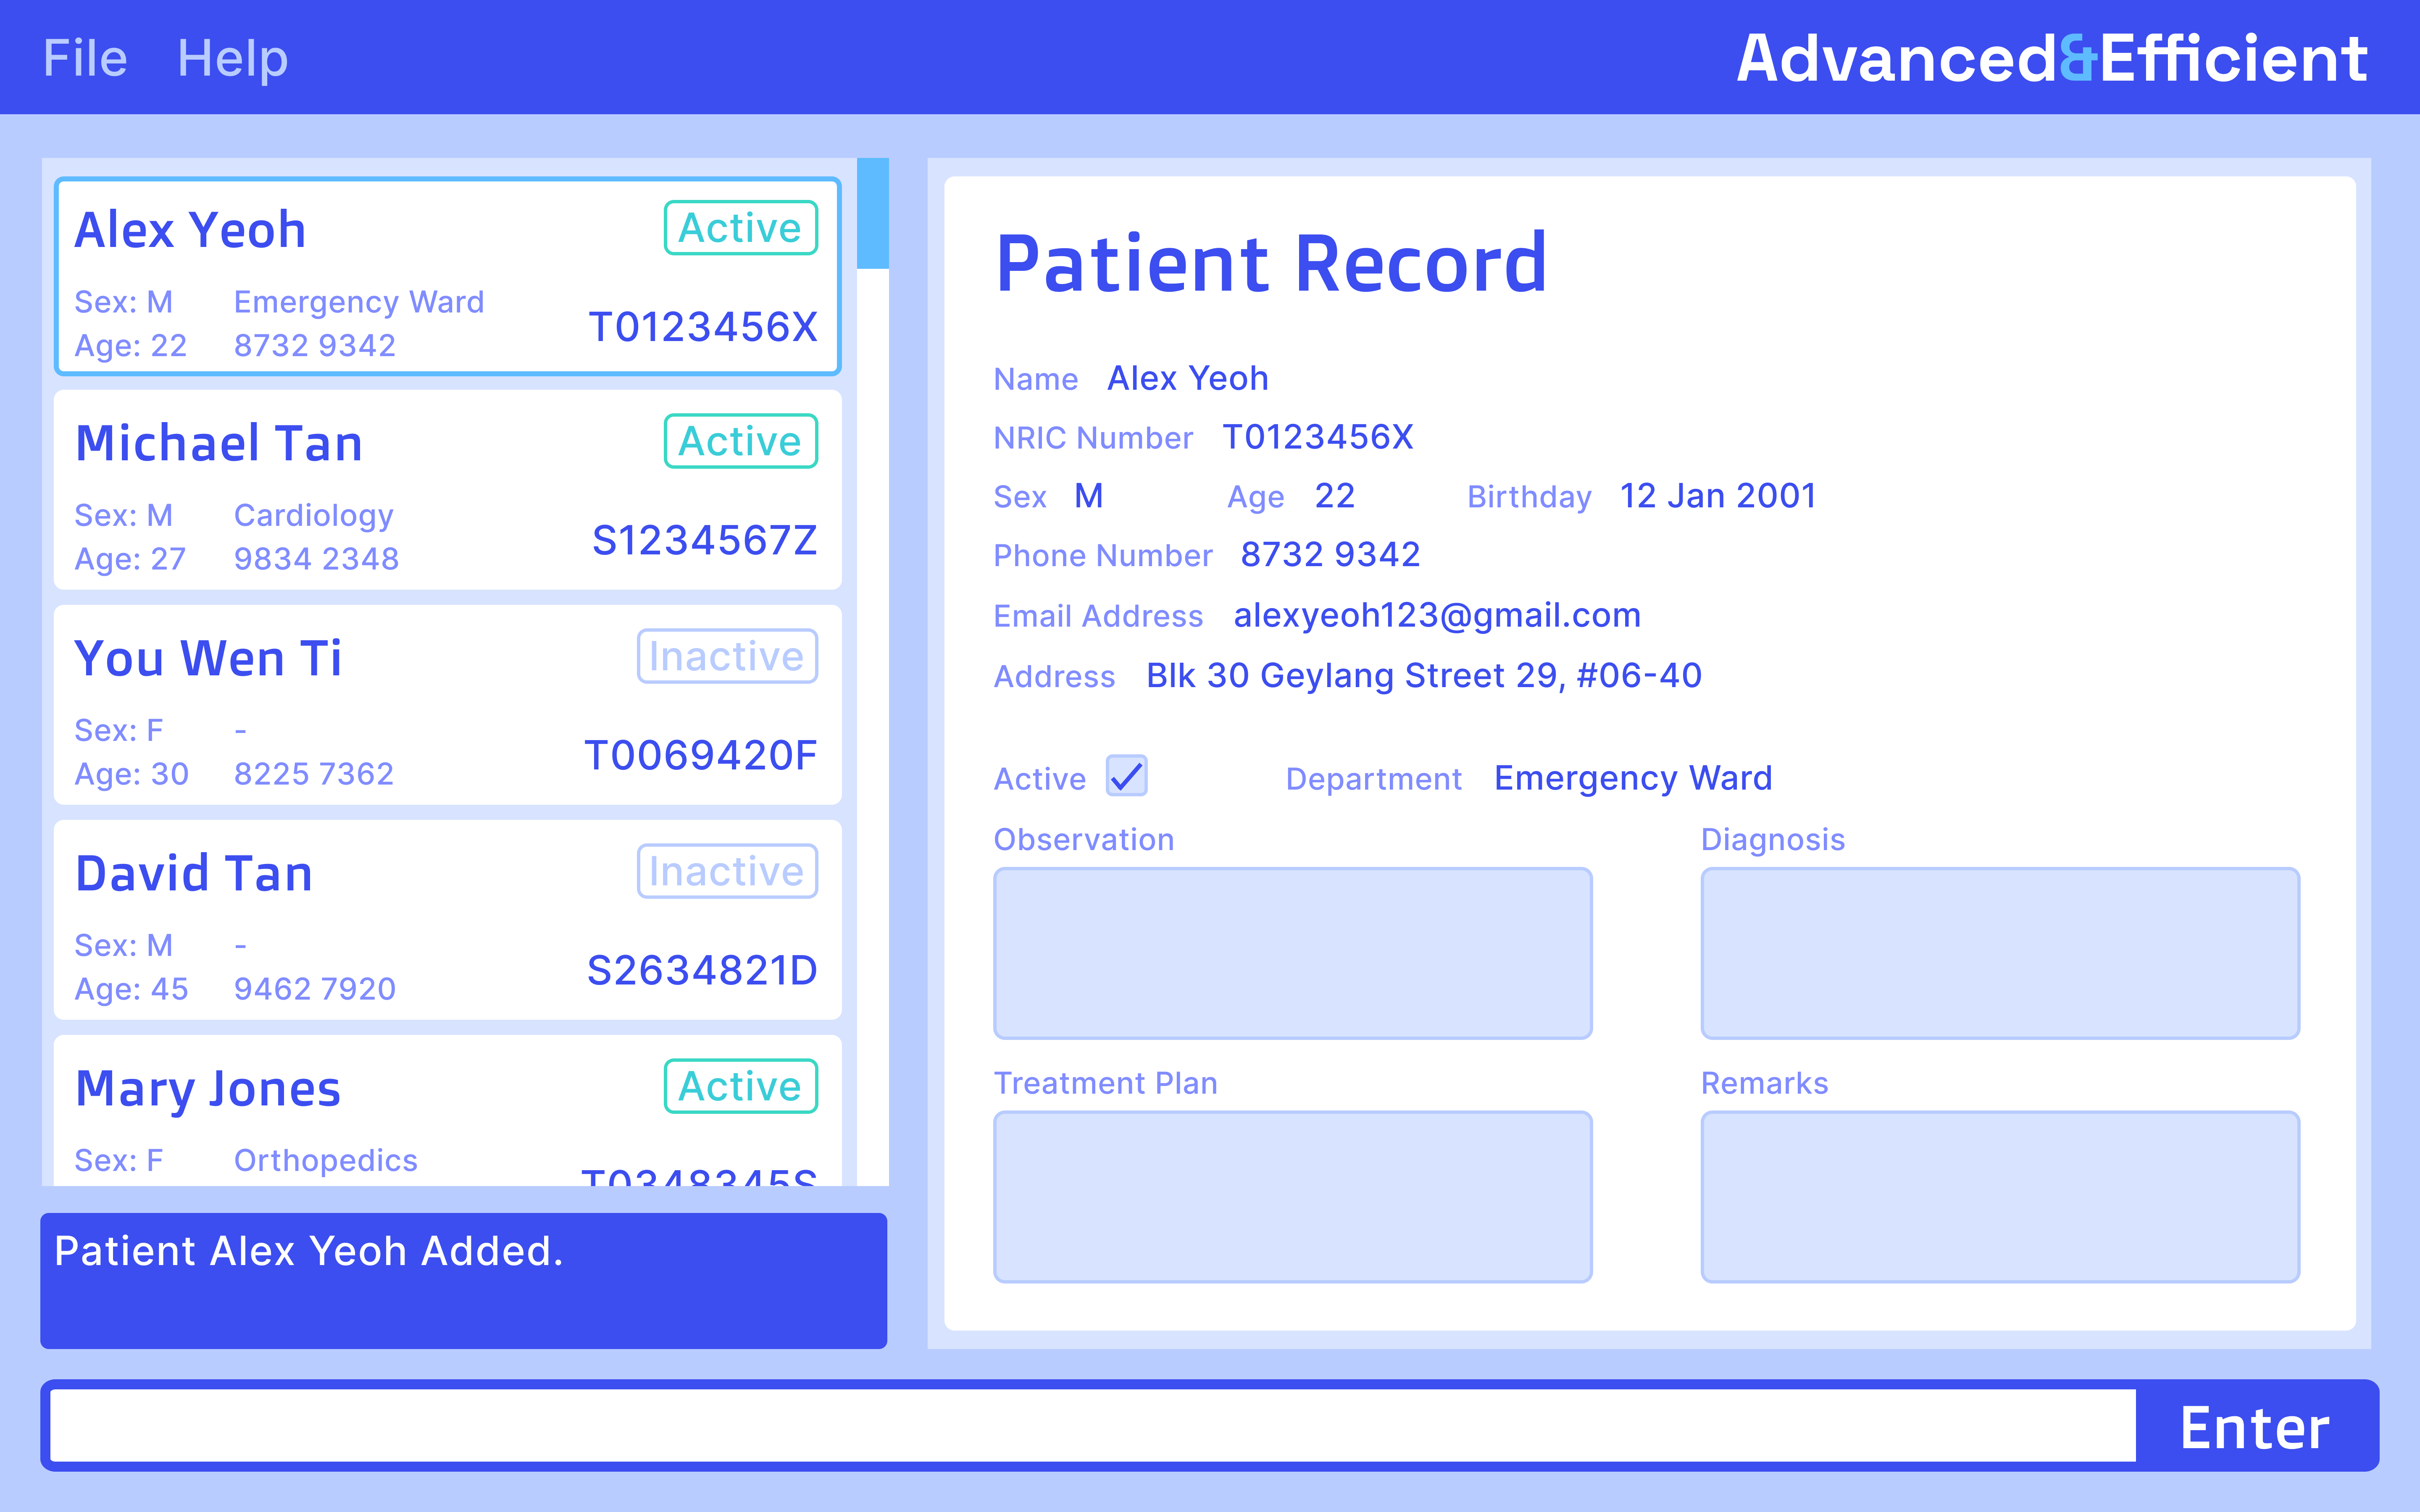 File Help Advanced&Efficient
Alex Yeoh Active
Sex: M Emergency Ward
Age: 22 8732 9342 T0123456X
Michael Tan Active
Sex: M Cardiology
Age: 27 9834 2348 S1234567Z
You Wen Ti Inactive
Sex: F -
Age: 30 8225 7362 T0069420F
David Tan Inactive
Sex: M -
Age: 45 9462 7920 S2634821D
Mary Jones Active
Sex: F Orthopedics
T0348345S
Patient Alex Yeoh Added.
Patient Record
Name Alex Yeoh
NRIC Number T0123456X
Sex M Age 22 Birthday 12 Jan 2001
Phone Number 8732 9342
Email Address alexyeoh123@gmail.com
Address Blk 30 Geylang Street 29, #06-40
Active Department Emergency Ward
Observation Diagnosis
Treatment Plan Remarks
Enter